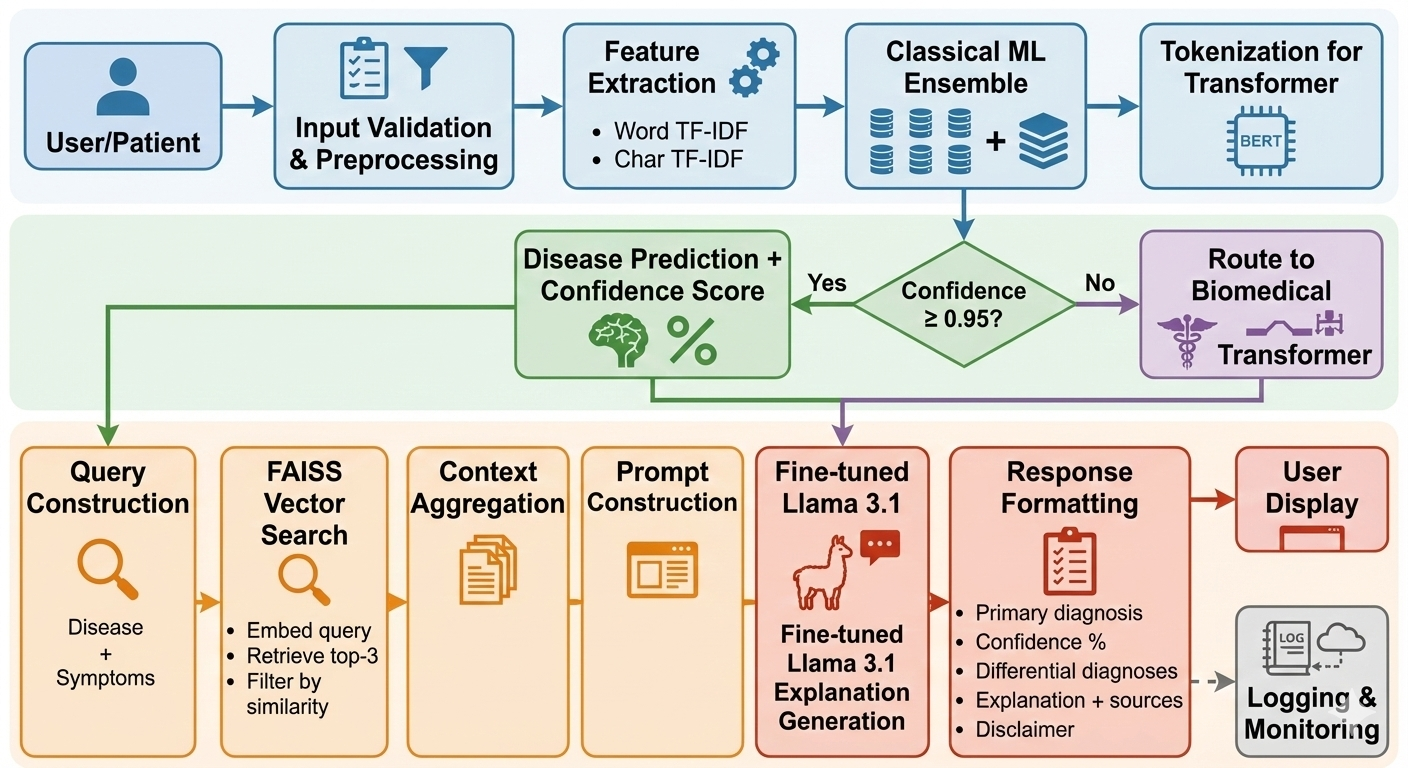 User/Patient
Input Validation
& Preprocessing
Feature
Extraction
• Word TF-IDF
• Char TF-IDF
Classical ML
Ensemble
+
Tokenization for
Transformer
BERT
Disease Prediction +
Confidence Score
%
Yes
Confidence
≥ 0.95?
No
Route to
Biomedical
Transformer
Query
Construction
Disease
+
Symptoms
FAISS
Vector
Search
• Embed query
• Retrieve top-3
• Filter by
similarity
Context
Aggregation
Prompt
Construction
Fine-tuned
Llama 3.1
Fine-tuned
Llama 3.1
Explanation
Generation
Response
Formatting
• Primary diagnosis
• Confidence %
• Differential diagnoses
• Explanation + sources
• Disclaimer
User
Display
LOG
Logging &
Monitoring